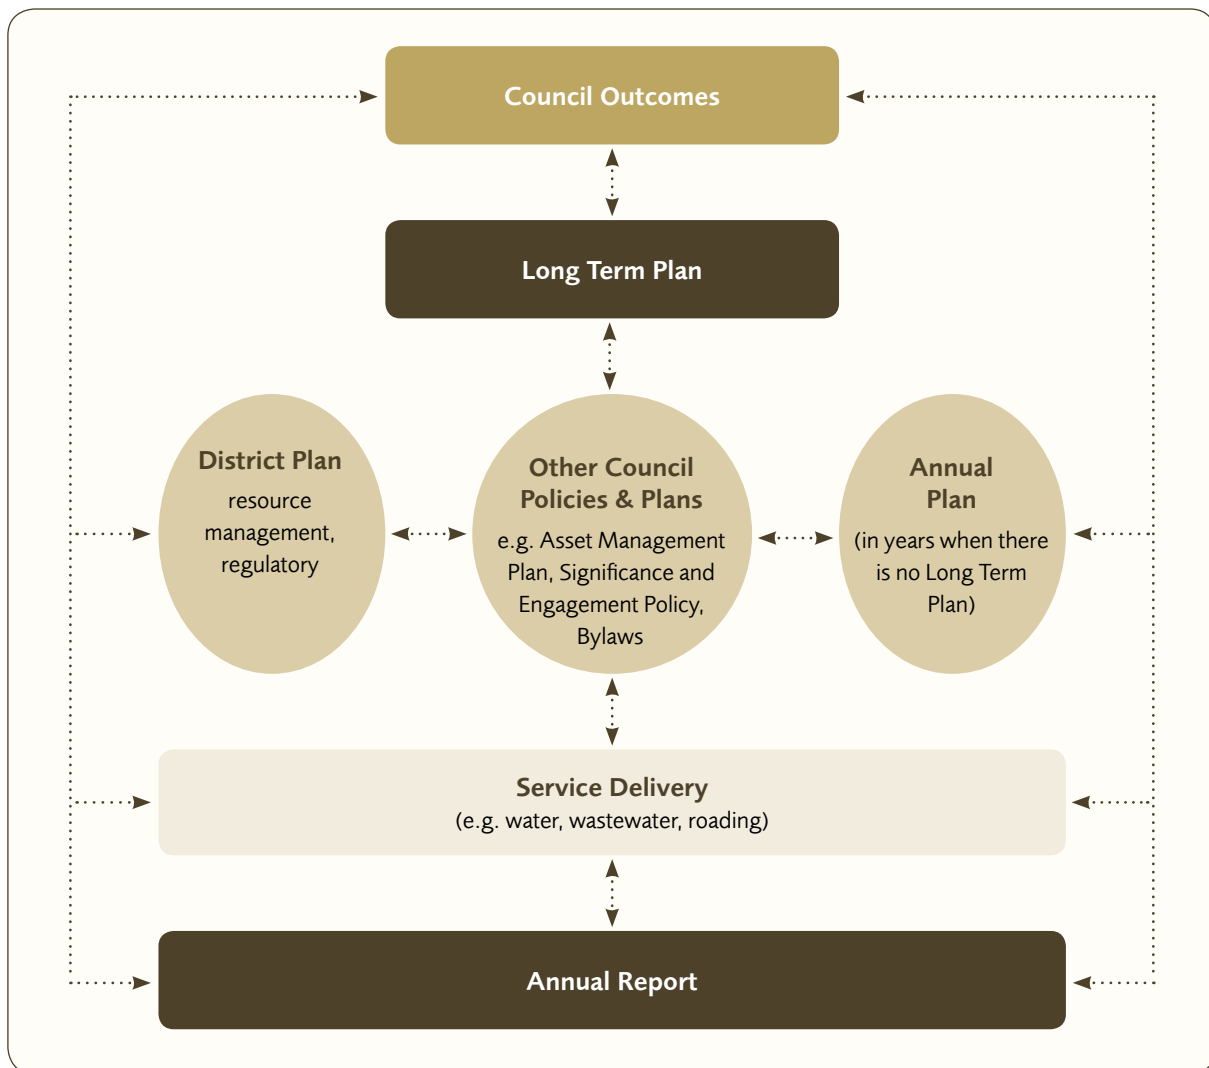 Council Outcomes
Long Term Plan
District Plan
resource
management,
regulatory
Other Council
Policies & Plans
e.g. Asset Management
Plan, Significance and
Engagement Policy,
Bylaws
Annual
Plan
(in years when there
is no Long Term
Plan)
Service Delivery
(e.g. water, wastewater, roading)
Annual Report